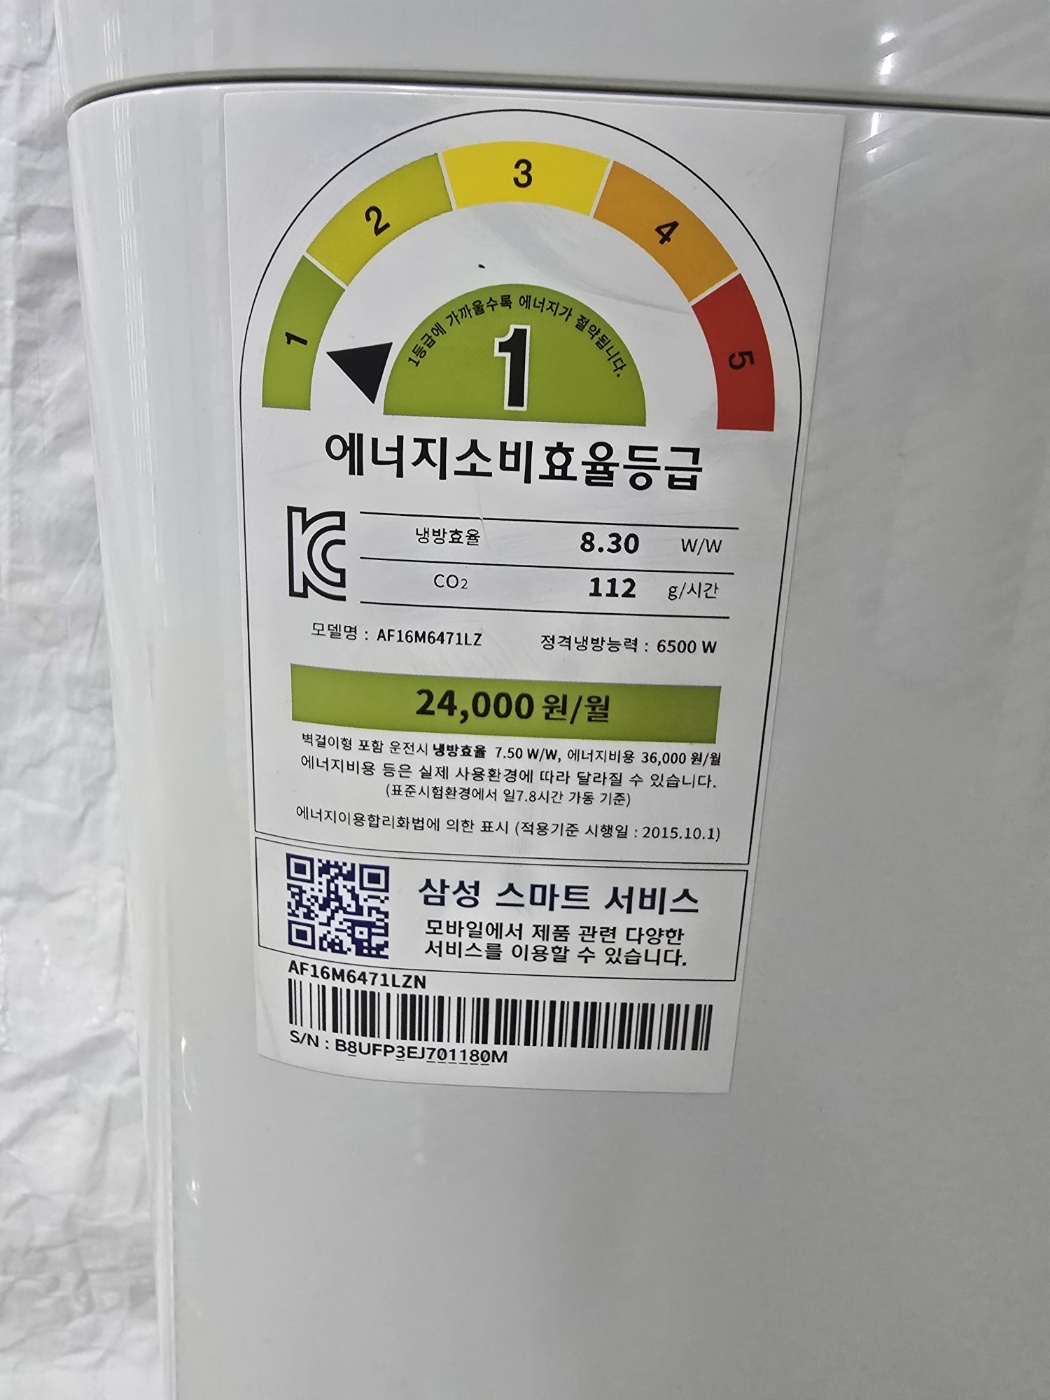 1
2
3
4
5
1등급에 가까울수록 에너지가 절약됩니다.
1
에너지소비효율등급
냉방효율 8.30 W/W
CO₂ 112 g/시간
모델명 : AF16M6471LZ 정격냉방능력 : 6500 W
24,000 원/월
벽걸이형 포함 운전시 냉방효율 7.50 W/W, 에너지비용 36,000 원/월
에너지비용 등은 실제 사용환경에 따라 달라질 수 있습니다.
(표준시험환경에서 일7.8시간 가동 기준)
에너지이용합리화법에 의한 표시 (적용기준 시행일 : 2015.10.1)
삼성 스마트 서비스
모바일에서 제품 관련 다양한
서비스를 이용할 수 있습니다.
AF16M6471LZN
S/N : B8UFP3EJ701180M